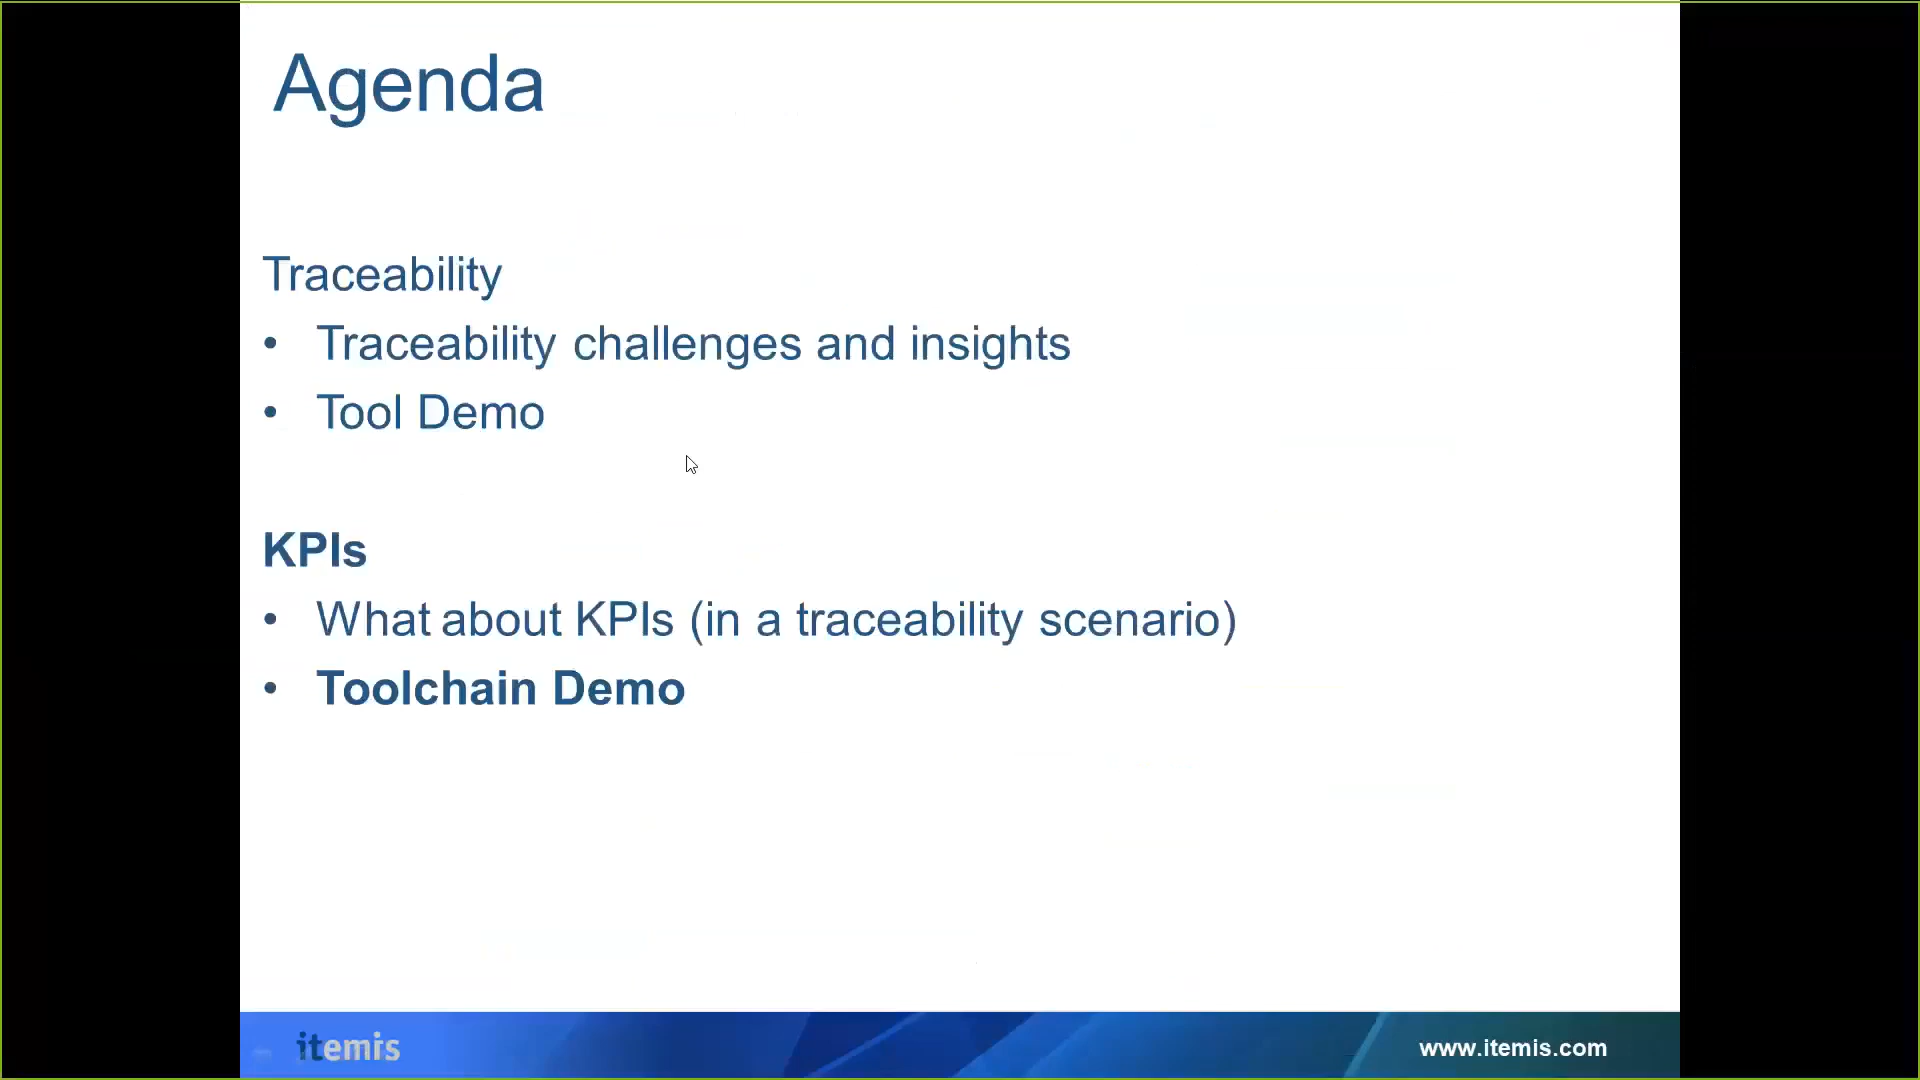 Agenda
Traceability
• Traceability challenges and insights
• Tool Demo
KPIs
• What about KPIs (in a traceability scenario)
• Toolchain Demo
itemis
www.itemis.com